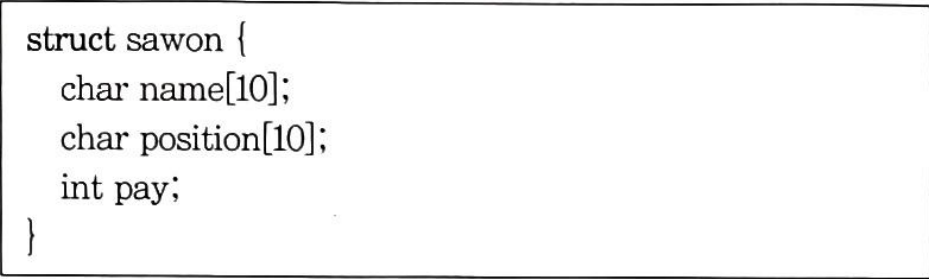 struct sawon {
char name[10];
char position[10];
int pay;
}